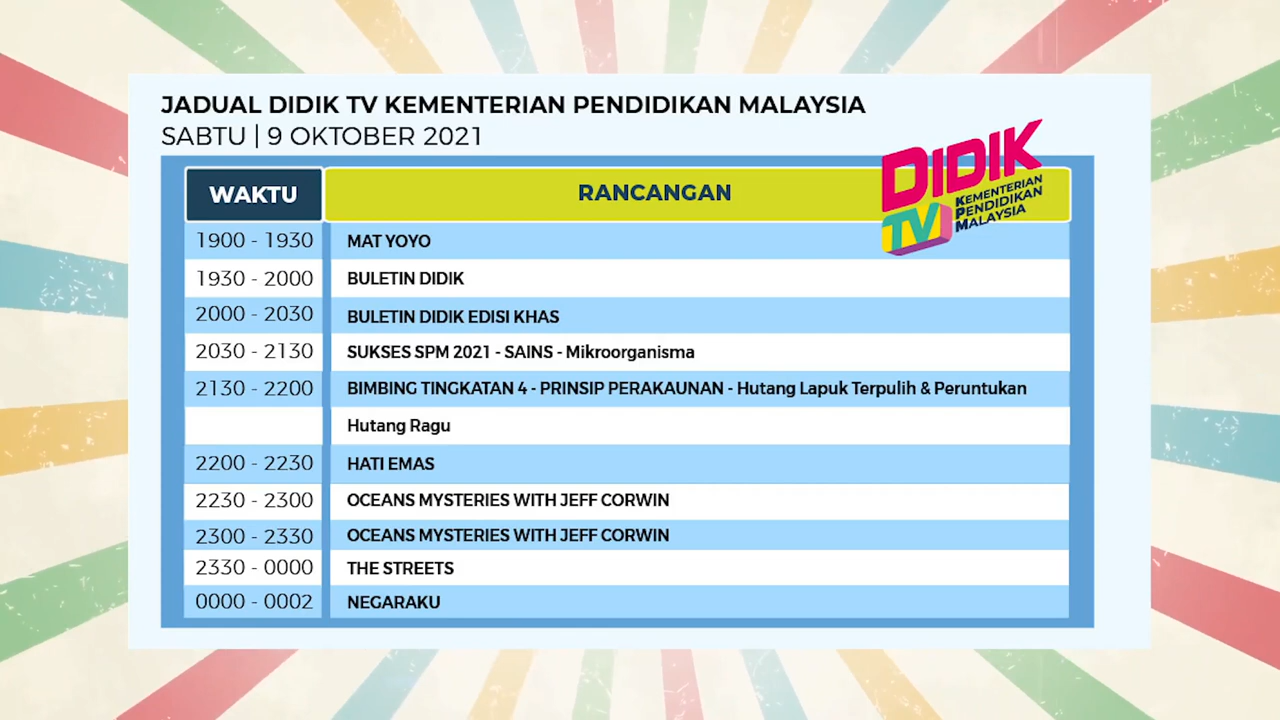 JADUAL DIDIK TV KEMENTERIAN PENDIDIKAN MALAYSIA
SABTU | 9 OKTOBER 2021
DIDIK
TV
KEMENTERIAN
PENDIDIKAN
MALAYSIA
WAKTU RANCANGAN
1900 - 1930 MAT YOYO
1930 - 2000 BULETIN DIDIK
2000 - 2030 BULETIN DIDIK EDISI KHAS
2030 - 2130 SUKSES SPM 2021 - SAINS - Mikroorganisma
2130 - 2200 BIMBING TINGKATAN 4 - PRINSIP PERAKAUNAN - Hutang Lapuk Terpulih & Peruntukan
Hutang Ragu
2200 - 2230 HATI EMAS
2230 - 2300 OCEANS MYSTERIES WITH JEFF CORWIN
2300 - 2330 OCEANS MYSTERIES WITH JEFF CORWIN
2330 - 0000 THE STREETS
0000 - 0002 NEGARAKU